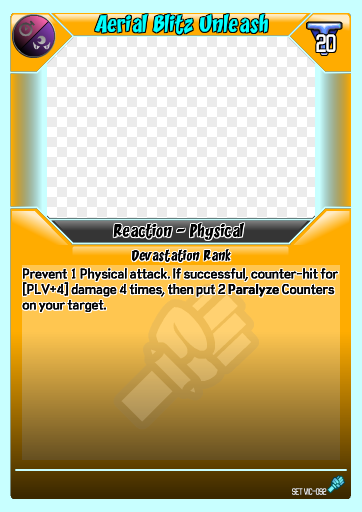 Aerial Blitz Unleash
20
Reaction - Physical
Devastation Rank
Prevent 1 Physical attack. If successful, counter-hit for
[PLV+4] damage 4 times, then put 2 Paralyze Counters
on your target.
SET VIC-092